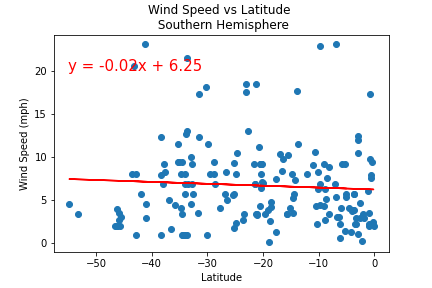 Wind Speed vs Latitude
Southern Hemisphere
y = -0.02x + 6.25
20
15
10
5
0
Wind Speed (mph)
−50 −40 −30 −20 −10 0
Latitude